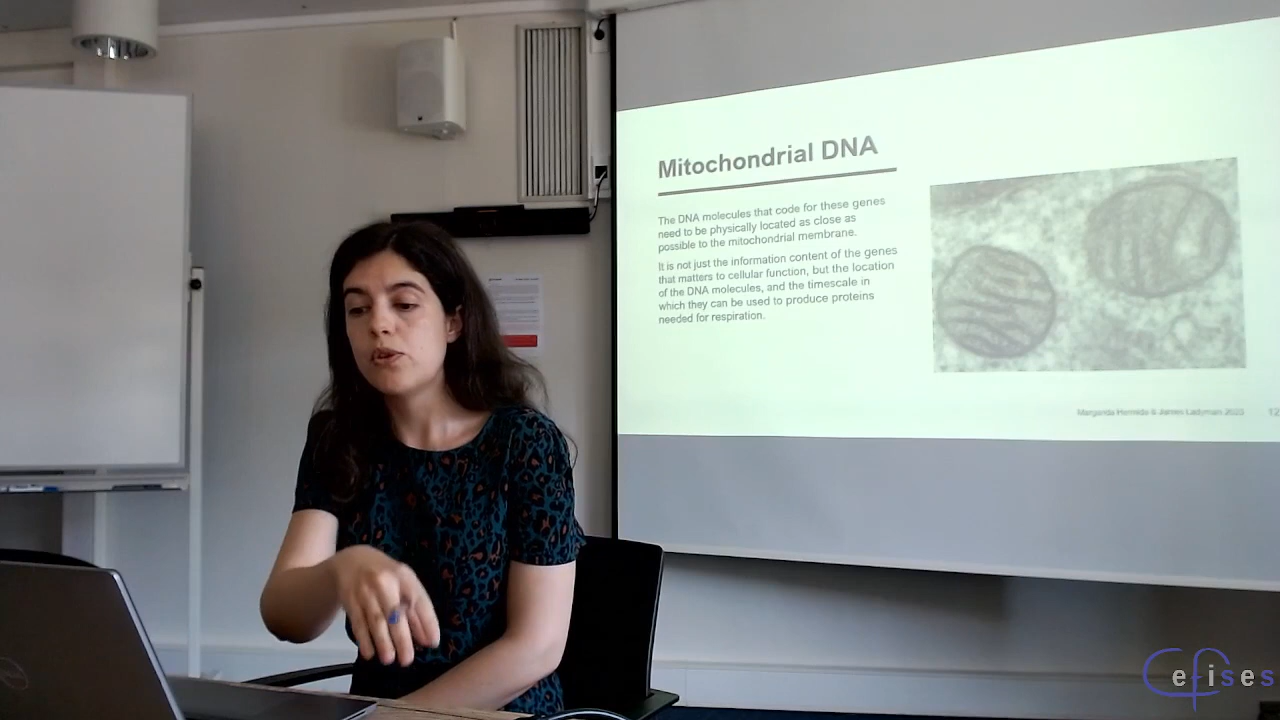 Mitochondrial DNA
The DNA molecules that code for these genes
need to be physically located as close as
possible to the mitochondrial membrane.
It is not just the information content of the genes
that matters to cellular function, but the location
of the DNA molecules, and the timescale in
which they can be used to produce proteins
needed for respiration.
Margarida Hermida & James Ladyman 2023
12
Cefises